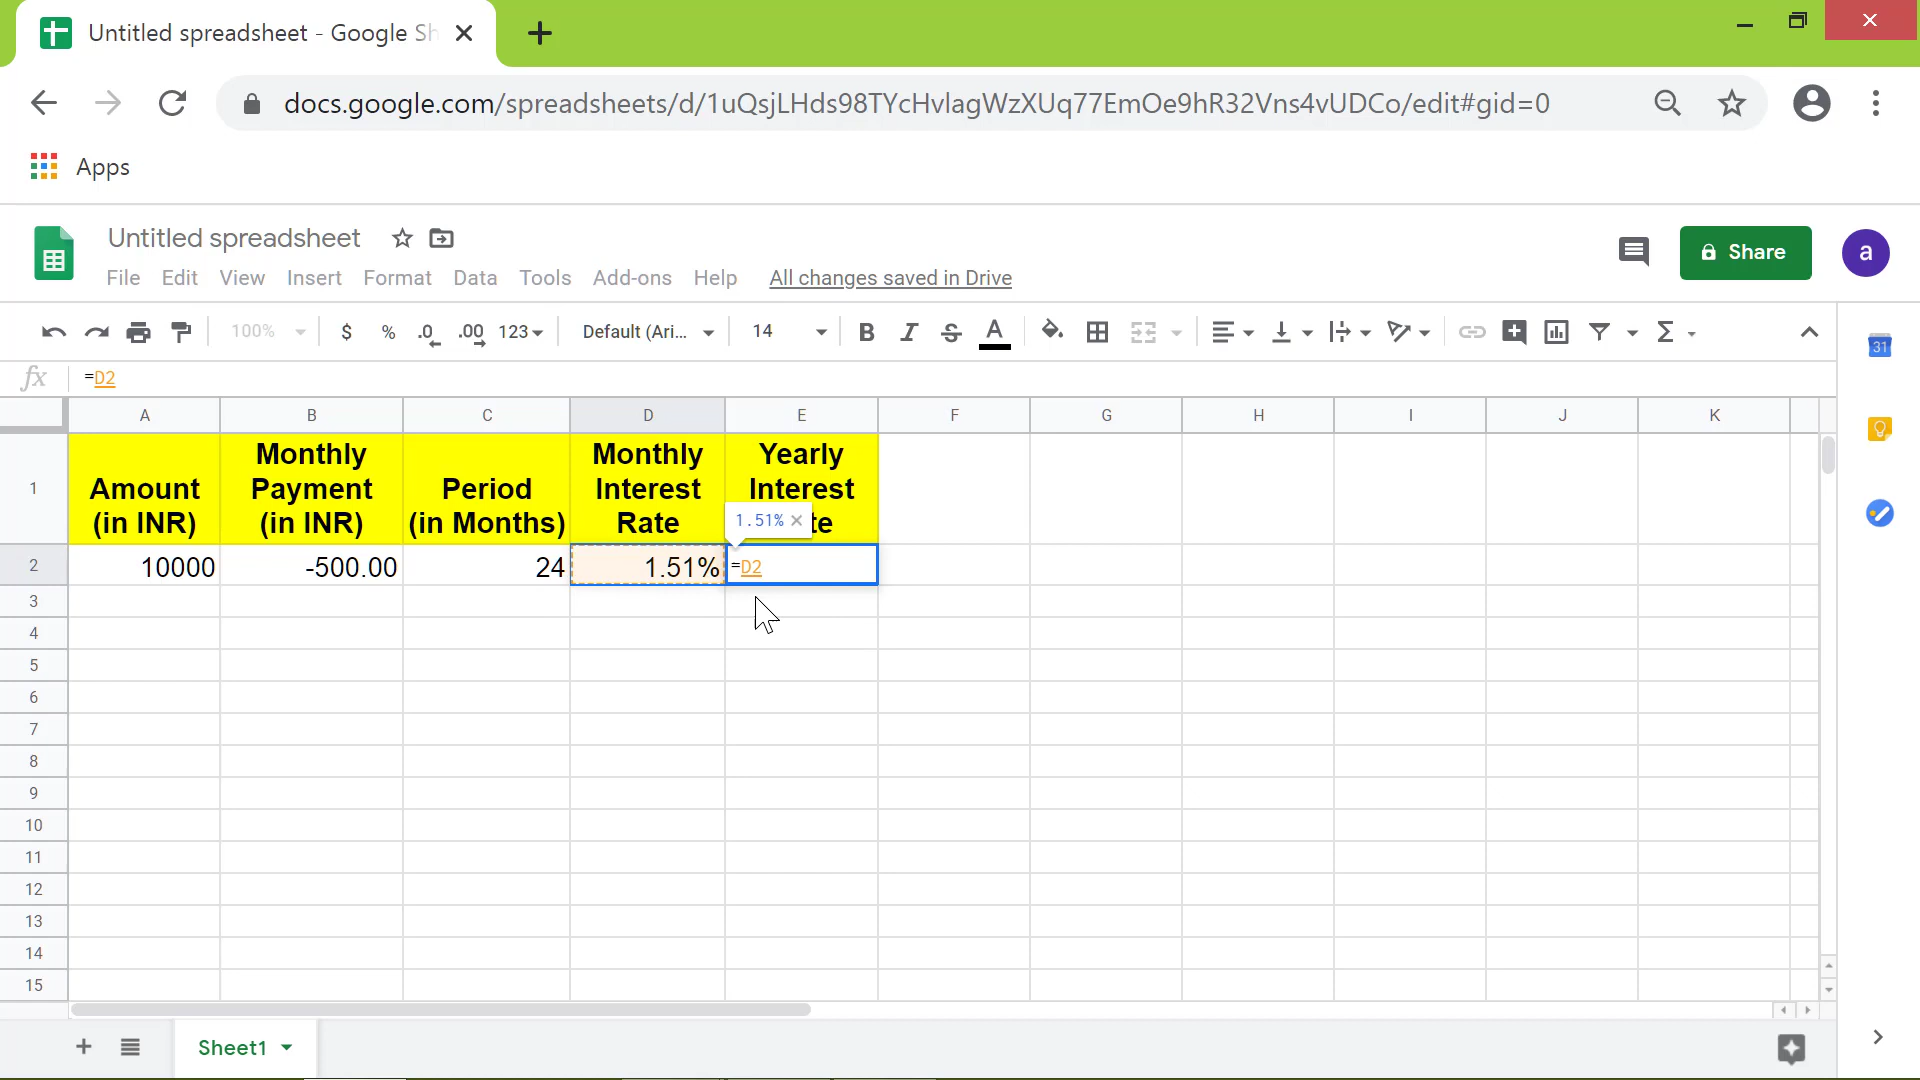 Untitled spreadsheet - Google Sh
docs.google.com/spreadsheets/d/1uQsjLHds98TYcHvlagWzXUq77EmOe9hR32Vns4vUDCo/edit#gid=0
Apps
Untitled spreadsheet
File Edit View Insert Format Data Tools Add-ons Help All changes saved in Drive
Share
a
100% $ % .0 .00 123 Default (Ari... 14 B I S A Σ
31
fx =D2
A B C D E F G H I J K
1
Amount
(in INR)
Monthly
Payment
(in INR)
Period
(in Months)
Monthly
Interest
Rate
Yearly
Interest
te
1.51% ×
2 10000 -500.00 24 1.51% =D2
3
4
5
6
7
8
9
10
11
12
13
14
15
Sheet1